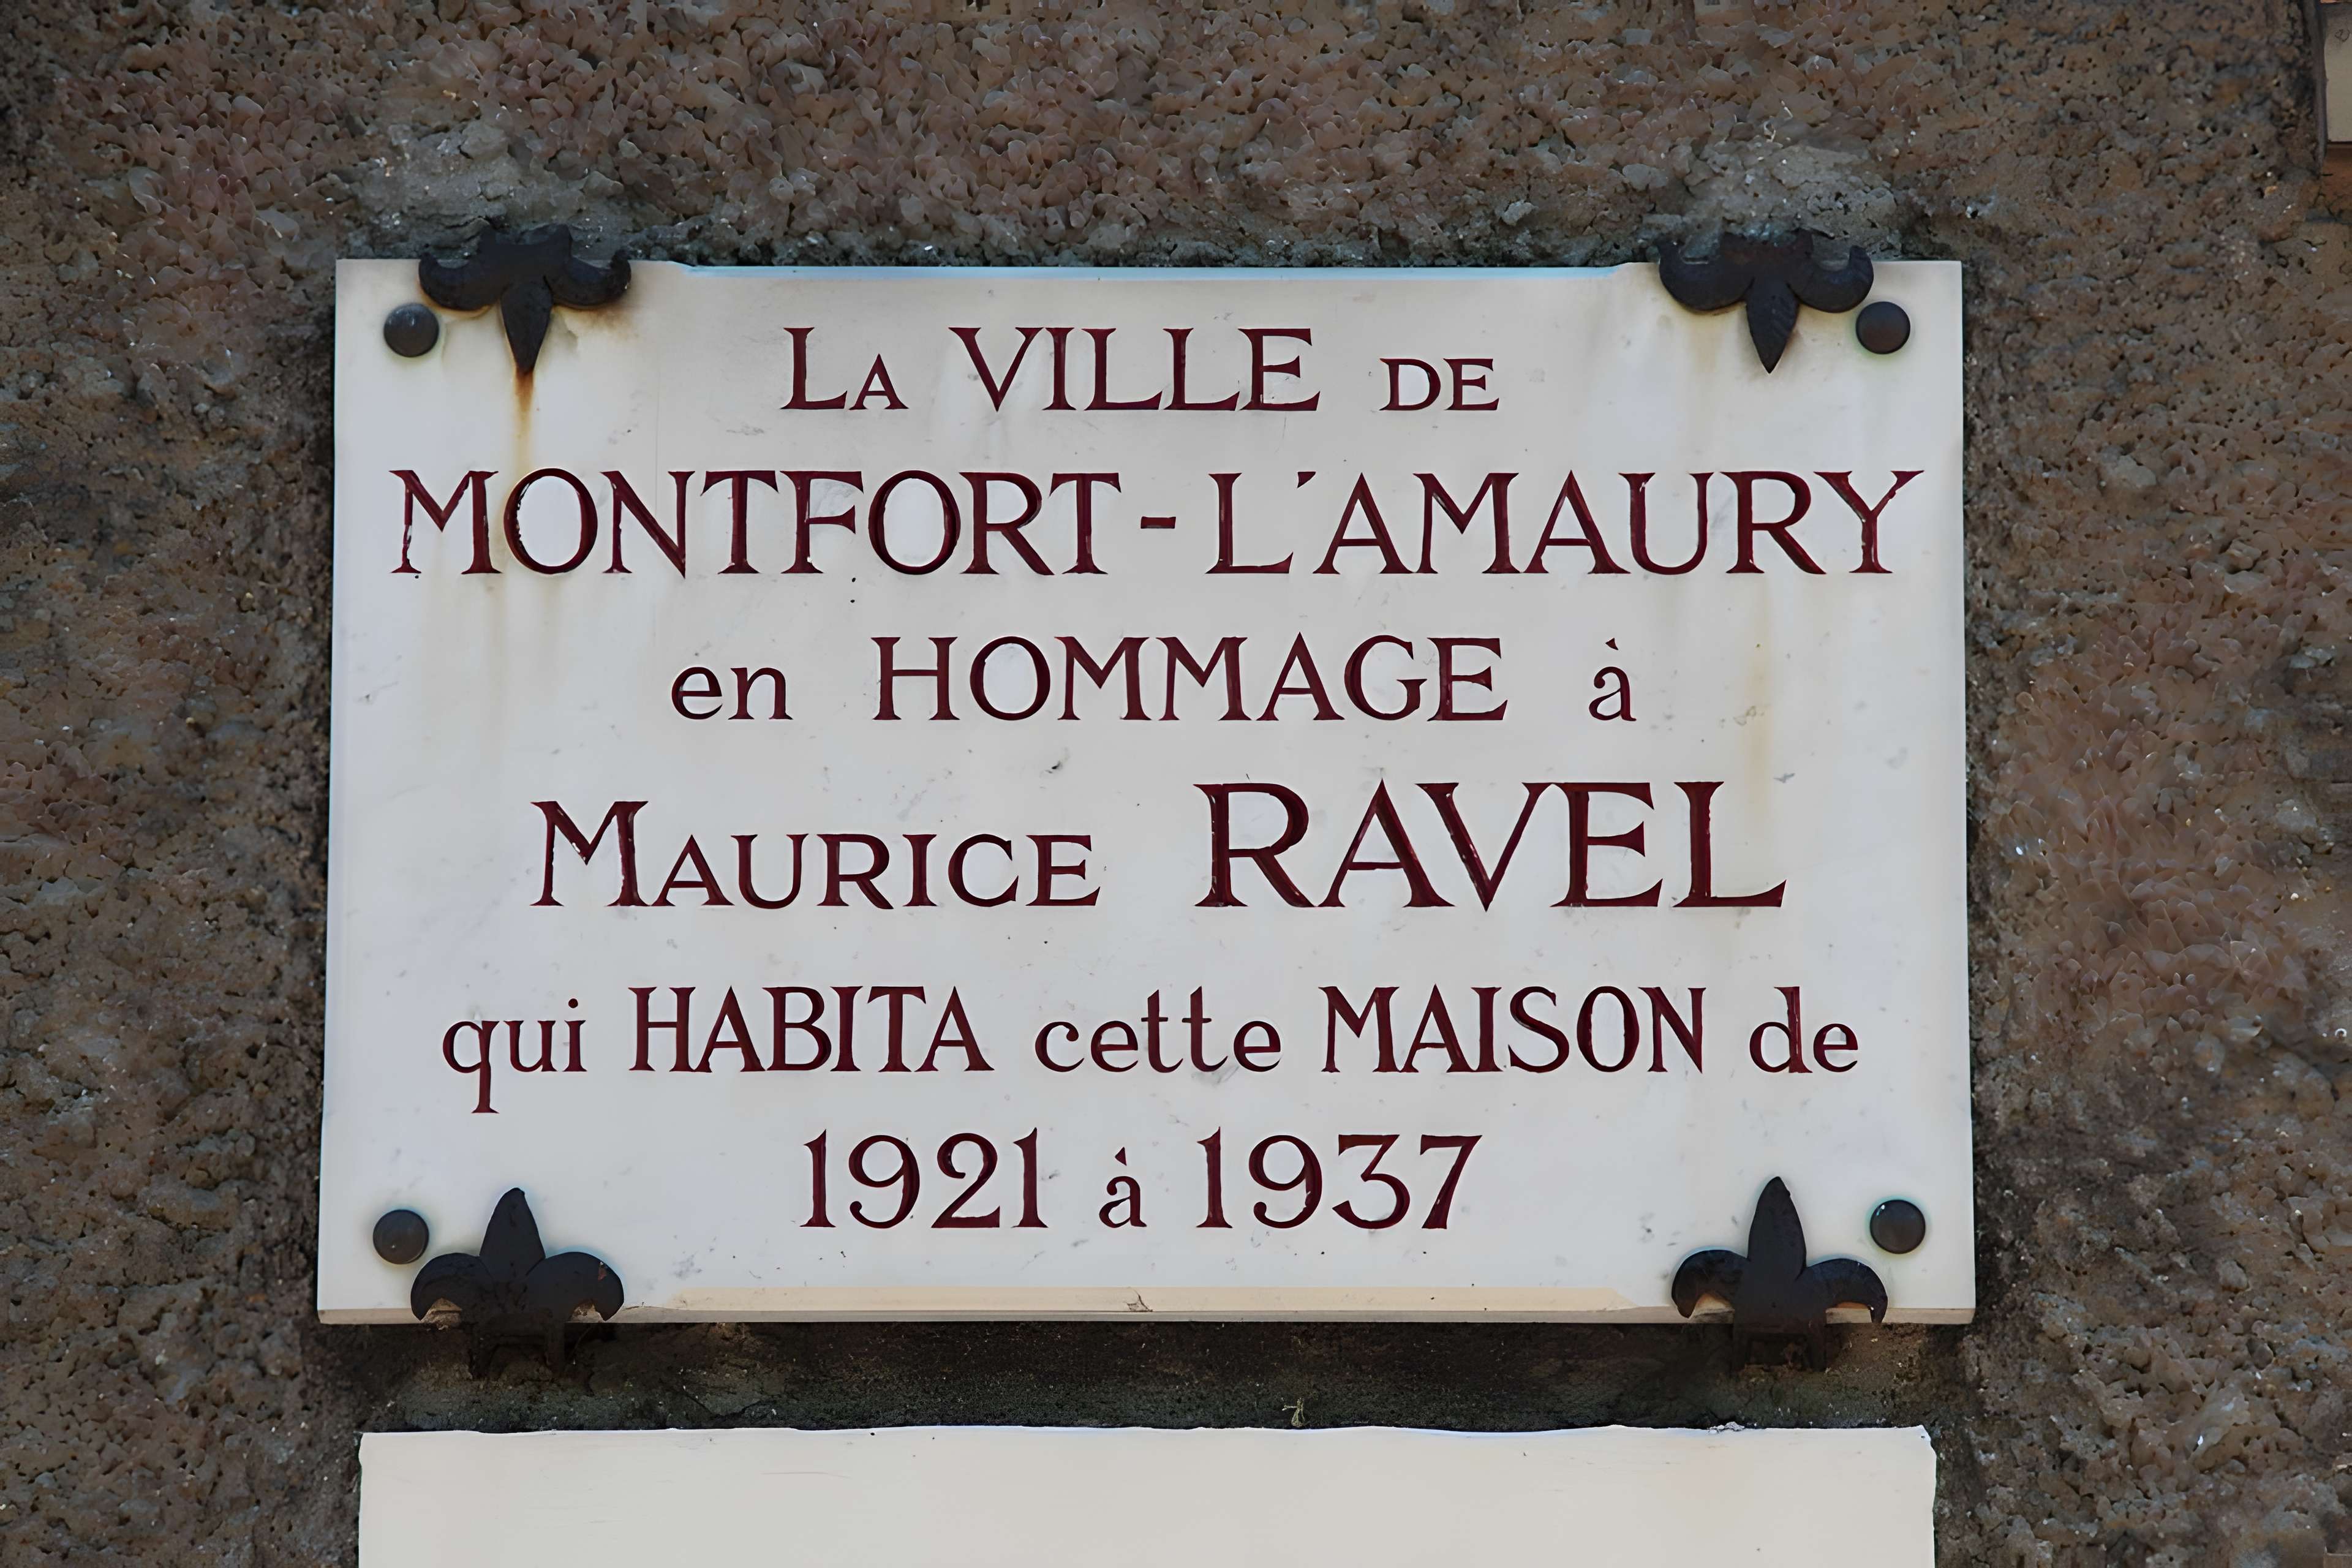 La VILLE DE
MONTFORT - L'AMAURY
en HOMMAGE à
MAURICE RAVEL
qui HABITA cette MAISON de
1921 à 1937